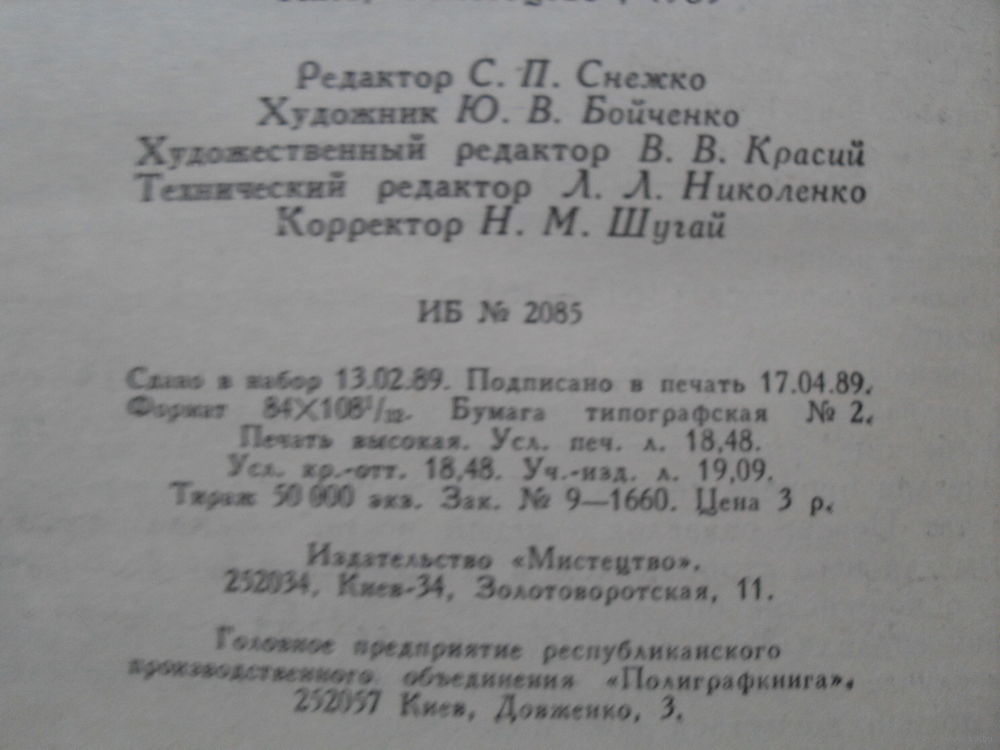 Редактор С. П. Снежко
Художник Ю. В. Бойченко
Художественный редактор В. В. Красий
Технический редактор Л. Л. Николенко
Корректор Н. М. Шугай
ИБ № 2085
Сдано в набор 13.02.89. Подписано в печать 17.04.89.
Формат 84×108¹/₃₂. Бумага типографская № 2.
Печать высокая. Усл. печ. л. 18,48.
Усл. кр.-отт. 18,48. Уч.-изд. л. 19,09.
Тираж 50 000 экз. Зак. № 9—1660. Цена 3 р.
Издательство «Мистецтво».
252034, Киев-34, Золотоворотская, 11.
Головное предприятие республиканского
производственного объединения «Полиграфкнига».
252057 Киев, Довженко, 3.